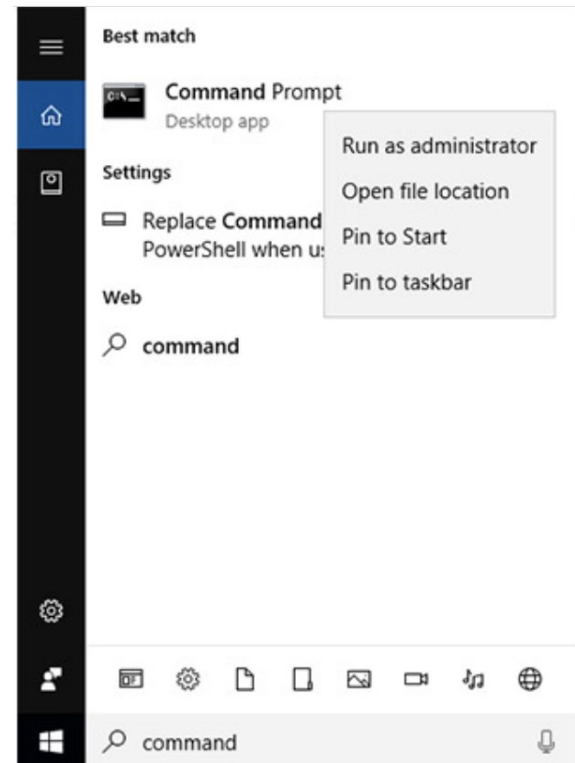 Best match
Command Prompt
Desktop app
Run as administrator
Open file location
Pin to Start
Pin to taskbar
Settings
Replace Command
PowerShell when
Web
command
command